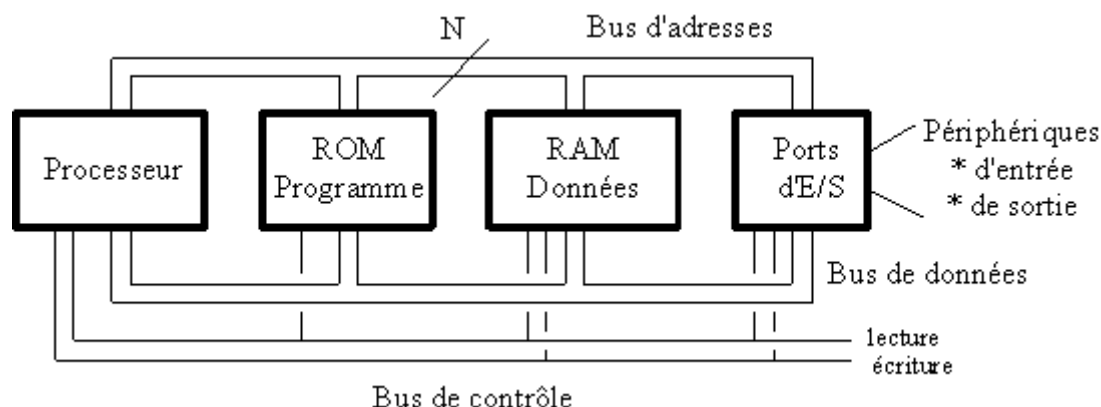 N
Bus d'adresses
Processeur
ROM
Programme
RAM
Données
Ports
d'E/S
Périphériques
* d'entrée
* de sortie
Bus de données
lecture
écriture
Bus de contrôle